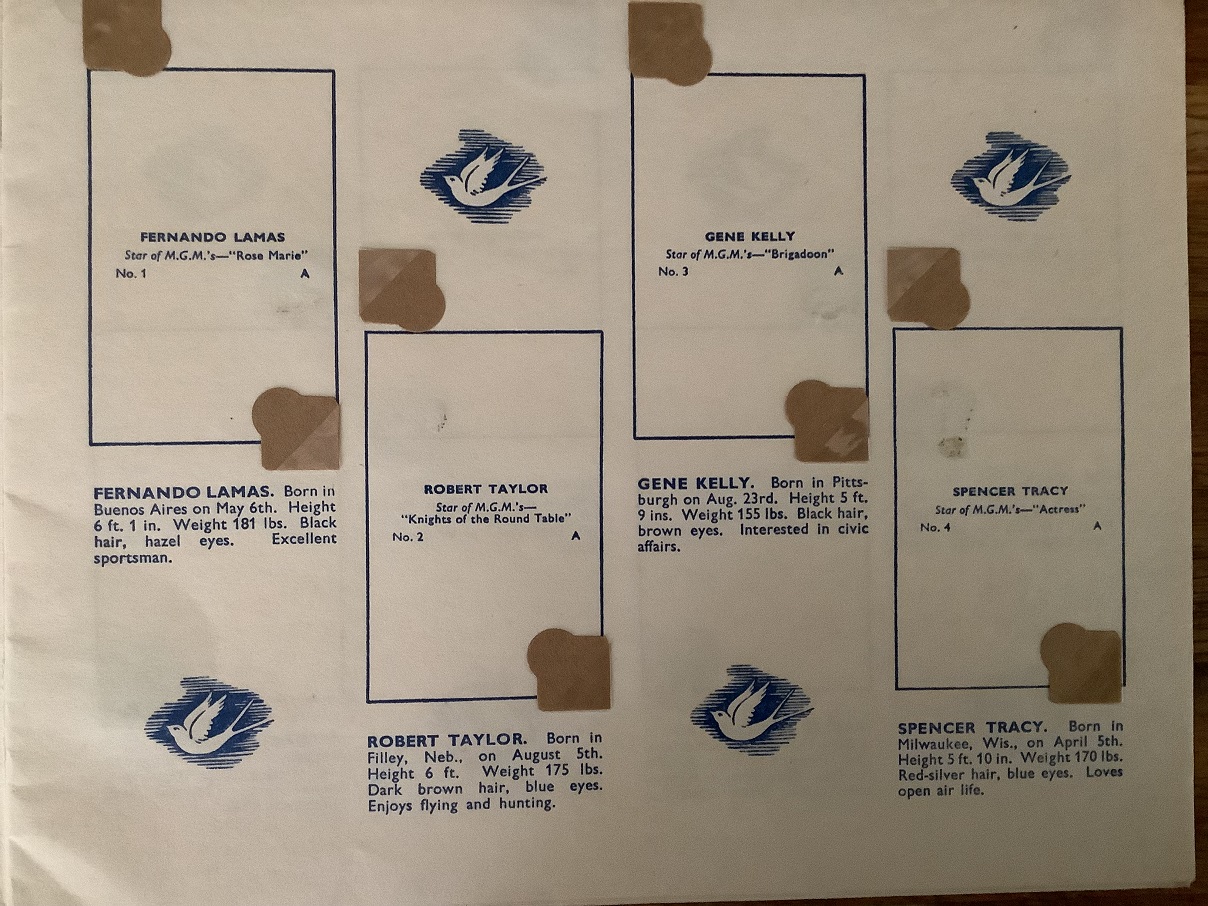 FERNANDO LAMAS
Star of M.G.M.'s—"Rose Marie"
No. 1 A
FERNANDO LAMAS. Born in
Buenos Aires on May 6th. Height
6 ft. 1 in. Weight 181 lbs. Black
hair, hazel eyes. Excellent
sportsman.
ROBERT TAYLOR
Star of M.G.M.'s—
"Knights of the Round Table"
No. 2 A
ROBERT TAYLOR. Born in
Filley, Neb., on August 5th.
Height 6 ft. Weight 175 lbs.
Dark brown hair, blue eyes.
Enjoys flying and hunting.
GENE KELLY
Star of M.G.M.'s—"Brigadoon"
No. 3 A
GENE KELLY. Born in Pitts-
burgh on Aug. 23rd. Height 5 ft.
9 ins. Weight 155 lbs. Black hair,
brown eyes. Interested in civic
affairs.
SPENCER TRACY
Star of M.G.M.'s—"Actress"
No. 4 A
SPENCER TRACY. Born in
Milwaukee, Wis., on April 5th.
Height 5 ft. 10 in. Weight 170 lbs.
Red-silver hair, blue eyes. Loves
open air life.